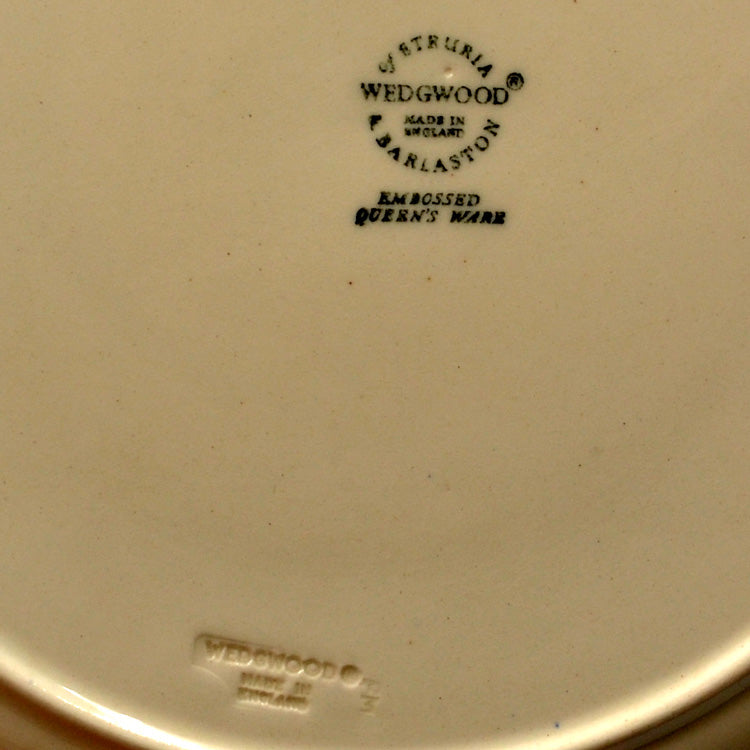 OF ETRURIA
WEDGWOOD®
MADE IN
ENGLAND
& BARLASTON
EMBOSSED
QUEEN'S WARE
WEDGWOOD®
MADE IN
ENGLAND